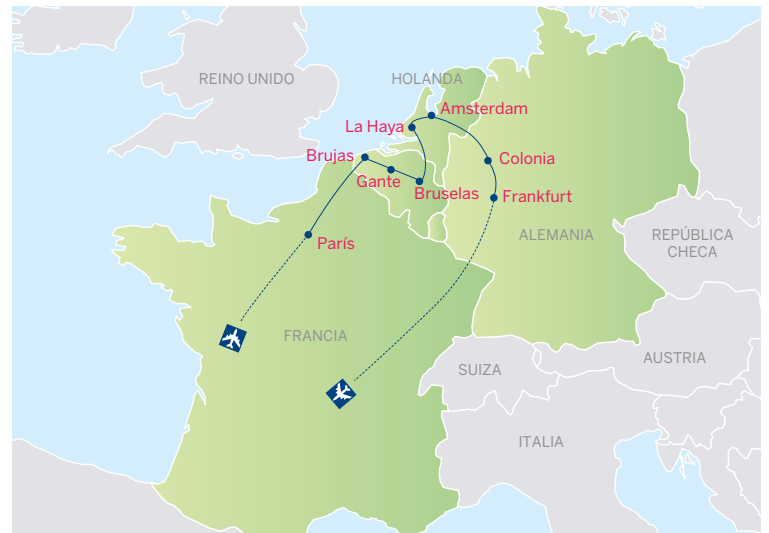 REINO UNIDO
HOLANDA
Amsterdam
La Haya
Brujas
Colonia
Gante
Bruselas
Frankfurt
París
ALEMANIA
REPÚBLICA
CHECA
FRANCIA
AUSTRIA
SUIZA
ITALIA